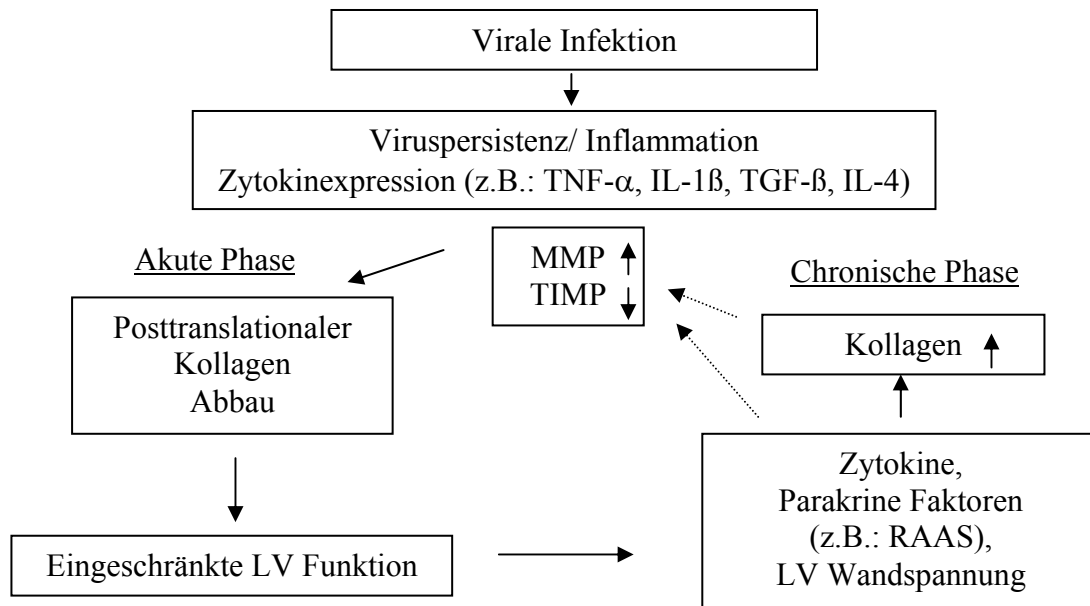 Virale Infektion
Viruspersistenz/ Inflammation
Zytokinexpression (z.B.: TNF-α, IL-1ß, TGF-ß, IL-4)
Akute Phase
MMP ↑
TIMP ↓
Chronische Phase
Posttranslationaler
Kollagen
Abbau
Kollagen ↑
Zytokine,
Parakrine Faktoren
(z.B.: RAAS),
LV Wandspannung
Eingeschränkte LV Funktion